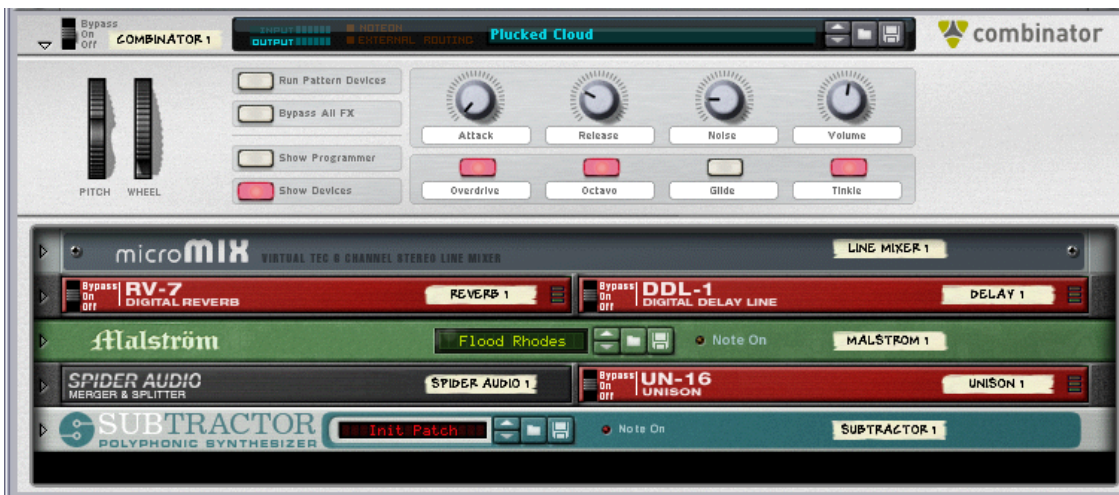 Bypass
On
Off
COMBINATOR 1
INPUT
OUTPUT
NOTEON
EXTERNAL ROUTING
Plucked Cloud
combinator
Run Pattern Devices
Bypass All FX
Show Programmer
Show Devices
PITCH WHEEL
Attack Release Noise Volume
Overdrive Octavo Glide Tinkle
microMIX VIRTUAL TEC 6 CHANNEL STEREO LINE MIXER LINE MIXER 1
Bypass
On
Off
RV-7
DIGITAL REVERB
REVERB 1
Bypass
On
Off
DDL-1
DIGITAL DELAY LINE
DELAY 1
Malström Flood Rhodes Note On MALSTROM 1
SPIDER AUDIO
MERGER & SPLITTER
SPIDER AUDIO 1
Bypass
On
Off
UN-16
UNISON
UNISON 1
SUBTRACTOR
POLYPHONIC SYNTHESIZER
Init Patch
Note On
SUBTRACTOR 1